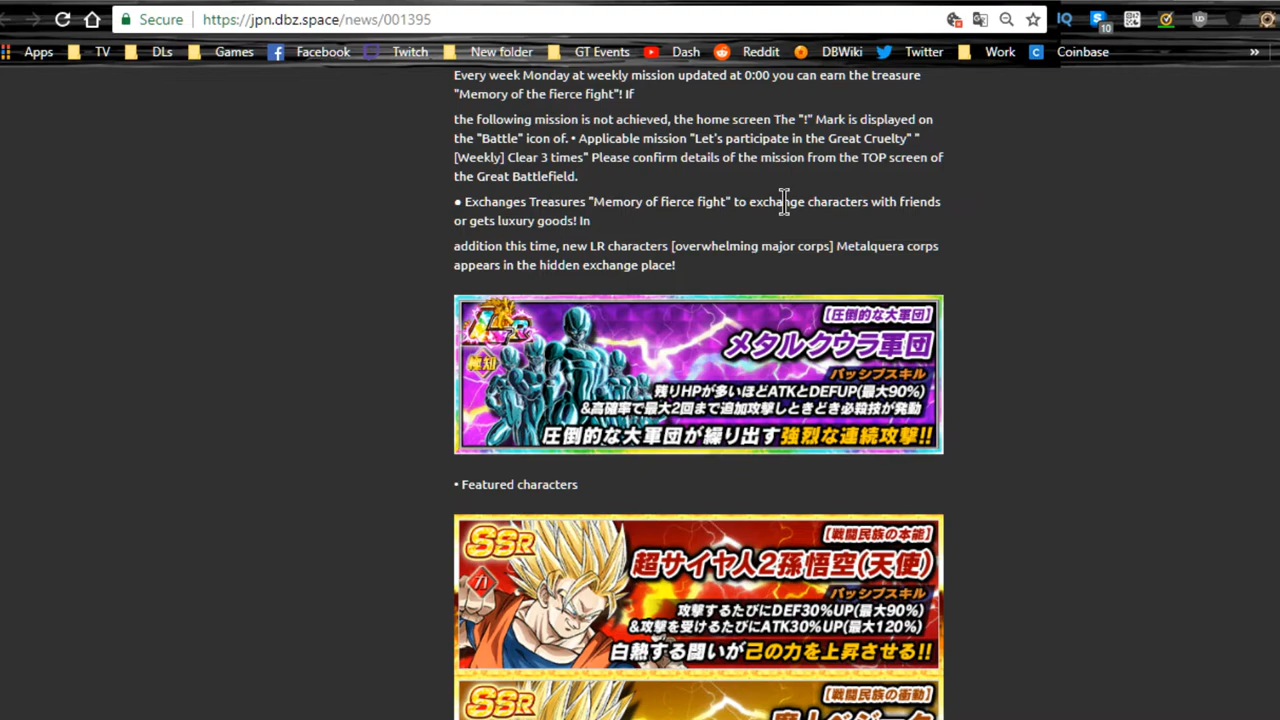 Secure https://jpn.dbz.space/news/001395
IQ
10
UD
Apps TV DLs Games Facebook Twitch New folder GT Events Dash Reddit DBWiki Twitter Work Coinbase »
Every week Monday at weekly mission updated at 0:00 you can earn the treasure
"Memory of the fierce fight"! If
the following mission is not achieved, the home screen The "!" Mark is displayed on
the "Battle" icon of. • Applicable mission "Let's participate in the Great Cruelty" "
[Weekly] Clear 3 times" Please confirm details of the mission from the TOP screen of
the Great Battlefield.
● Exchanges Treasures "Memory of fierce fight" to exchange characters with friends
or gets luxury goods! In
addition this time, new LR characters [overwhelming major corps] Metalquera corps
appears in the hidden exchange place!
LR
極知
【圧倒的な大軍団】
メタルクウラ軍団
パッシブスキル
残りHPが多いほどATKとDEFUP(最大90%)
&高確率で最大2回まで追加攻撃しときどき必殺技が発動
圧倒的な大軍団が繰り出す強烈な連続攻撃!!
• Featured characters
SSR
力
【戦闘民族の本能】
超サイヤ人2孫悟空(天使)
パッシブスキル
攻撃するたびにDEF30%UP(最大90%)
&攻撃を受けるたびにATK30%UP(最大120%)
白熱する闘いが己の力を上昇させる!!
SSR
【戦闘民族の衝動】
魔人ベジータ